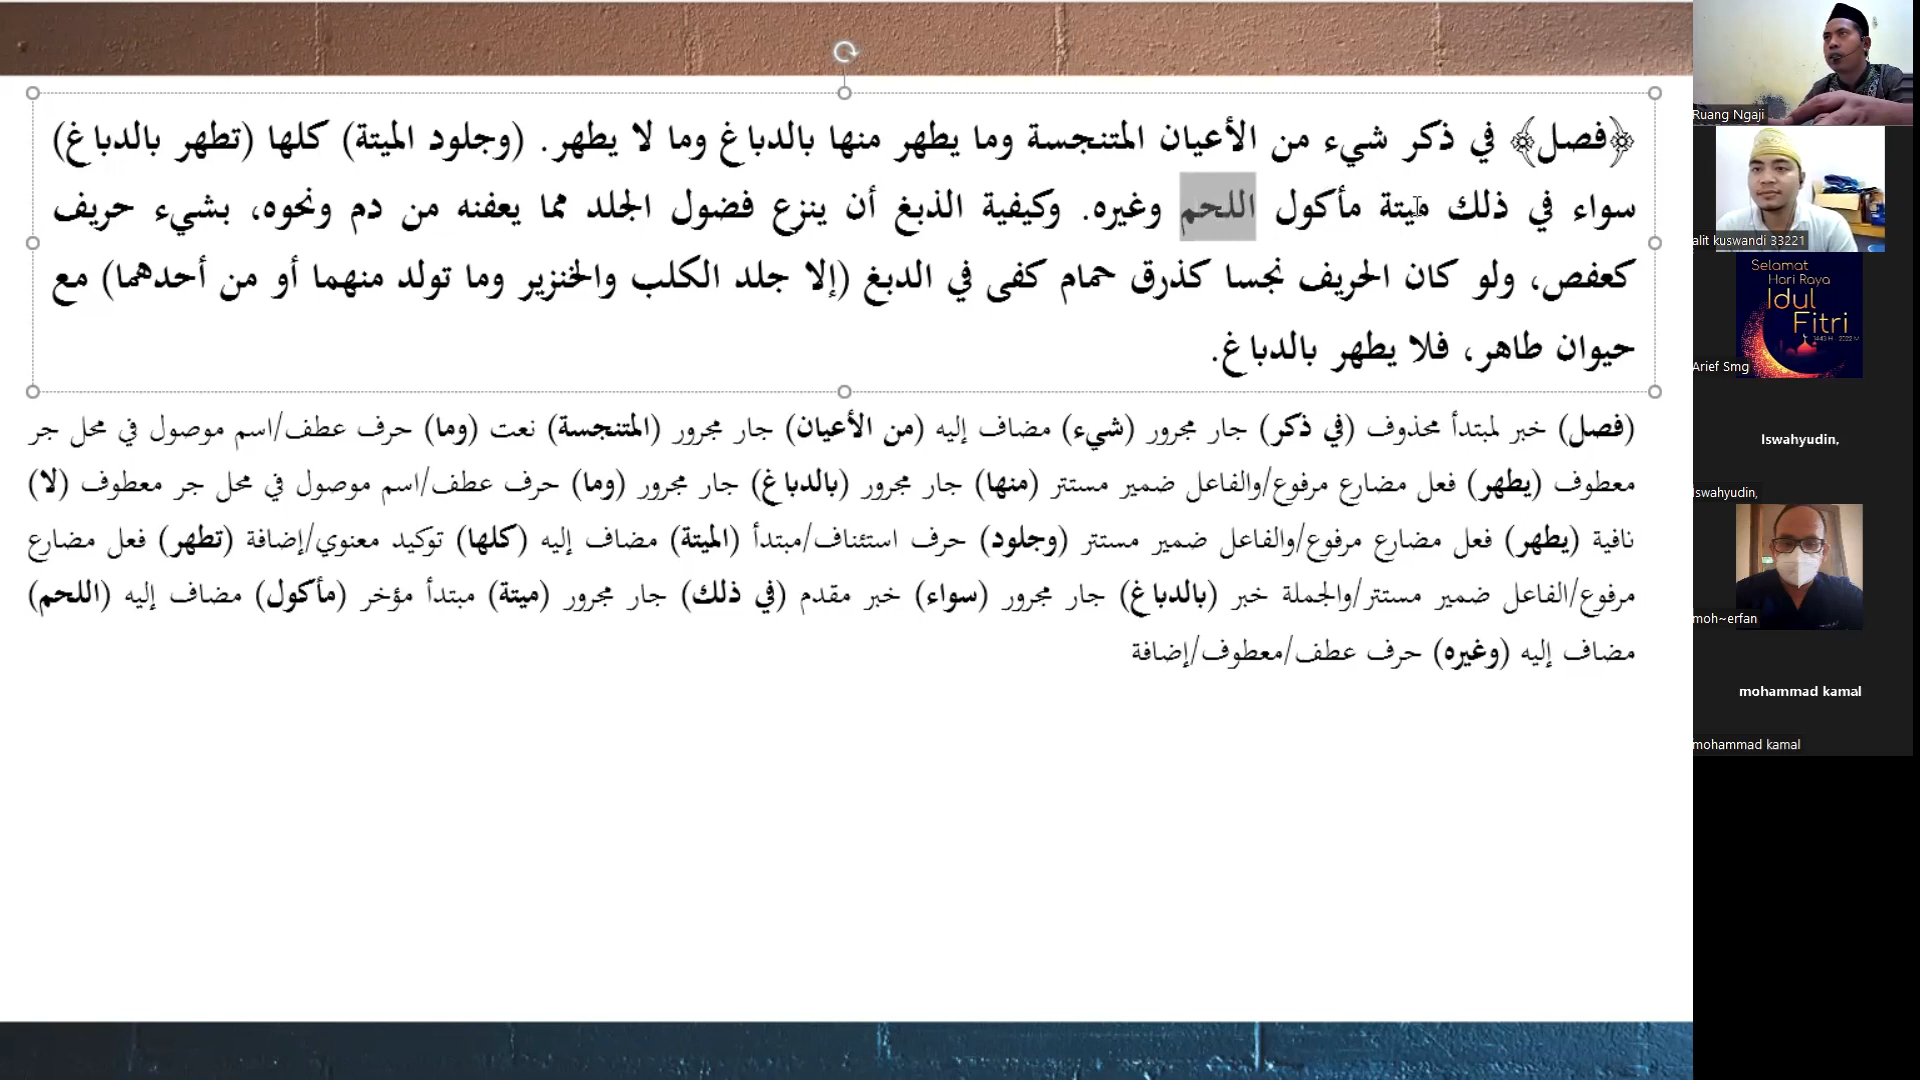 ﴿فصل﴾ في ذكر شيء من الأعيان المتنجسة وما يطهر منها بالدباغ وما لا يطهر. (وجلود الميتة) كلها (تطهر بالدباغ)
سواء في ذلك ميتة مأكول اللحم وغيره. وكيفية الذبغ أن ينزع فضول الجلد مما يعفنه من دم ونحوه، بشيء حريف
كعفص، ولو كان الحريف نجسا كذرق حمام كفى في الدبغ (إلا جلد الكلب والخنزير وما تولد منهما أو من أحدهما) مع
حيوان طاهر، فلا يطهر بالدباغ.
(فصل) خبر لمبتدأ محذوف (في ذكر) جار مجرور (شيء) مضاف إليه (من الأعيان) جار مجرور (المتنجسة) نعت (وما) حرف عطف/اسم موصول في محل جر
معطوف (يطهر) فعل مضارع مرفوع/والفاعل ضمير مستتر (منها) جار مجرور (بالدباغ) جار مجرور (وما) حرف عطف/اسم موصول في محل جر معطوف (لا)
نافية (يطهر) فعل مضارع مرفوع/والفاعل ضمير مستتر (وجلود) حرف استئناف/مبتدأ (الميتة) مضاف إليه (كلها) توكيد معنوي/إضافة (تطهر) فعل مضارع
مرفوع/الفاعل ضمير مستتر/والجملة خبر (بالدباغ) جار مجرور (سواء) خبر مقدم (في ذلك) جار مجرور (ميتة) مبتدأ مؤخر (مأكول) مضاف إليه (اللحم)
مضاف إليه (وغيره) حرف عطف/معطوف/إضافة
Ruang Ngaji
alit kuswandi 33221
Selamat
Hari Raya
Idul
Fitri
1443 H - 2022 M
Arief Smg
Iswahyudin,
Iswahyudin,
moh~erfan
mohammad kamal
mohammad kamal